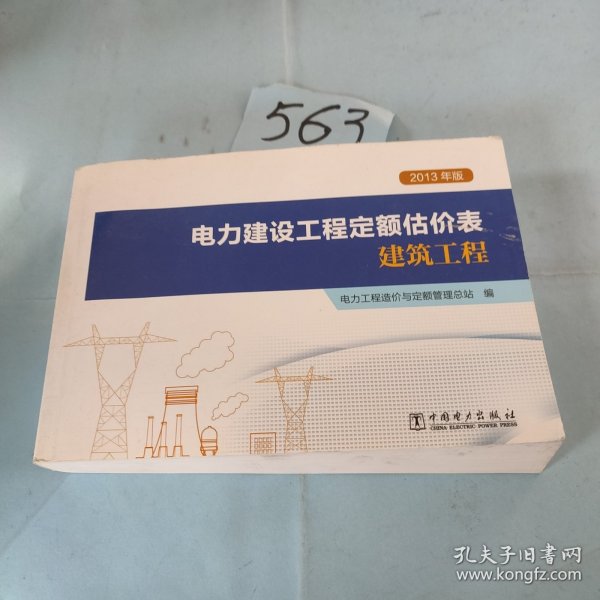 563
2013年版
电力建设工程定额估价表
建筑工程
电力工程造价与定额管理总站 编
中国电力出版社
CHINA ELECTRIC POWER PRESS
孔夫子旧书网
www.kongfz.com